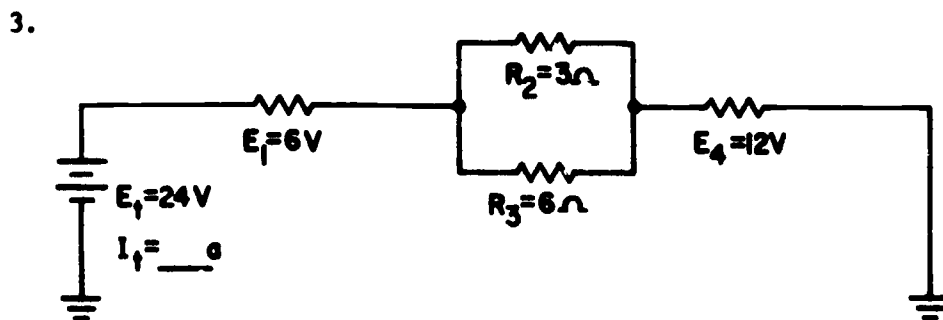 3.
R₂=3Ω
E₁=6V
E₄=12V
R₃=6Ω
Eₜ=24V
Iₜ=___a